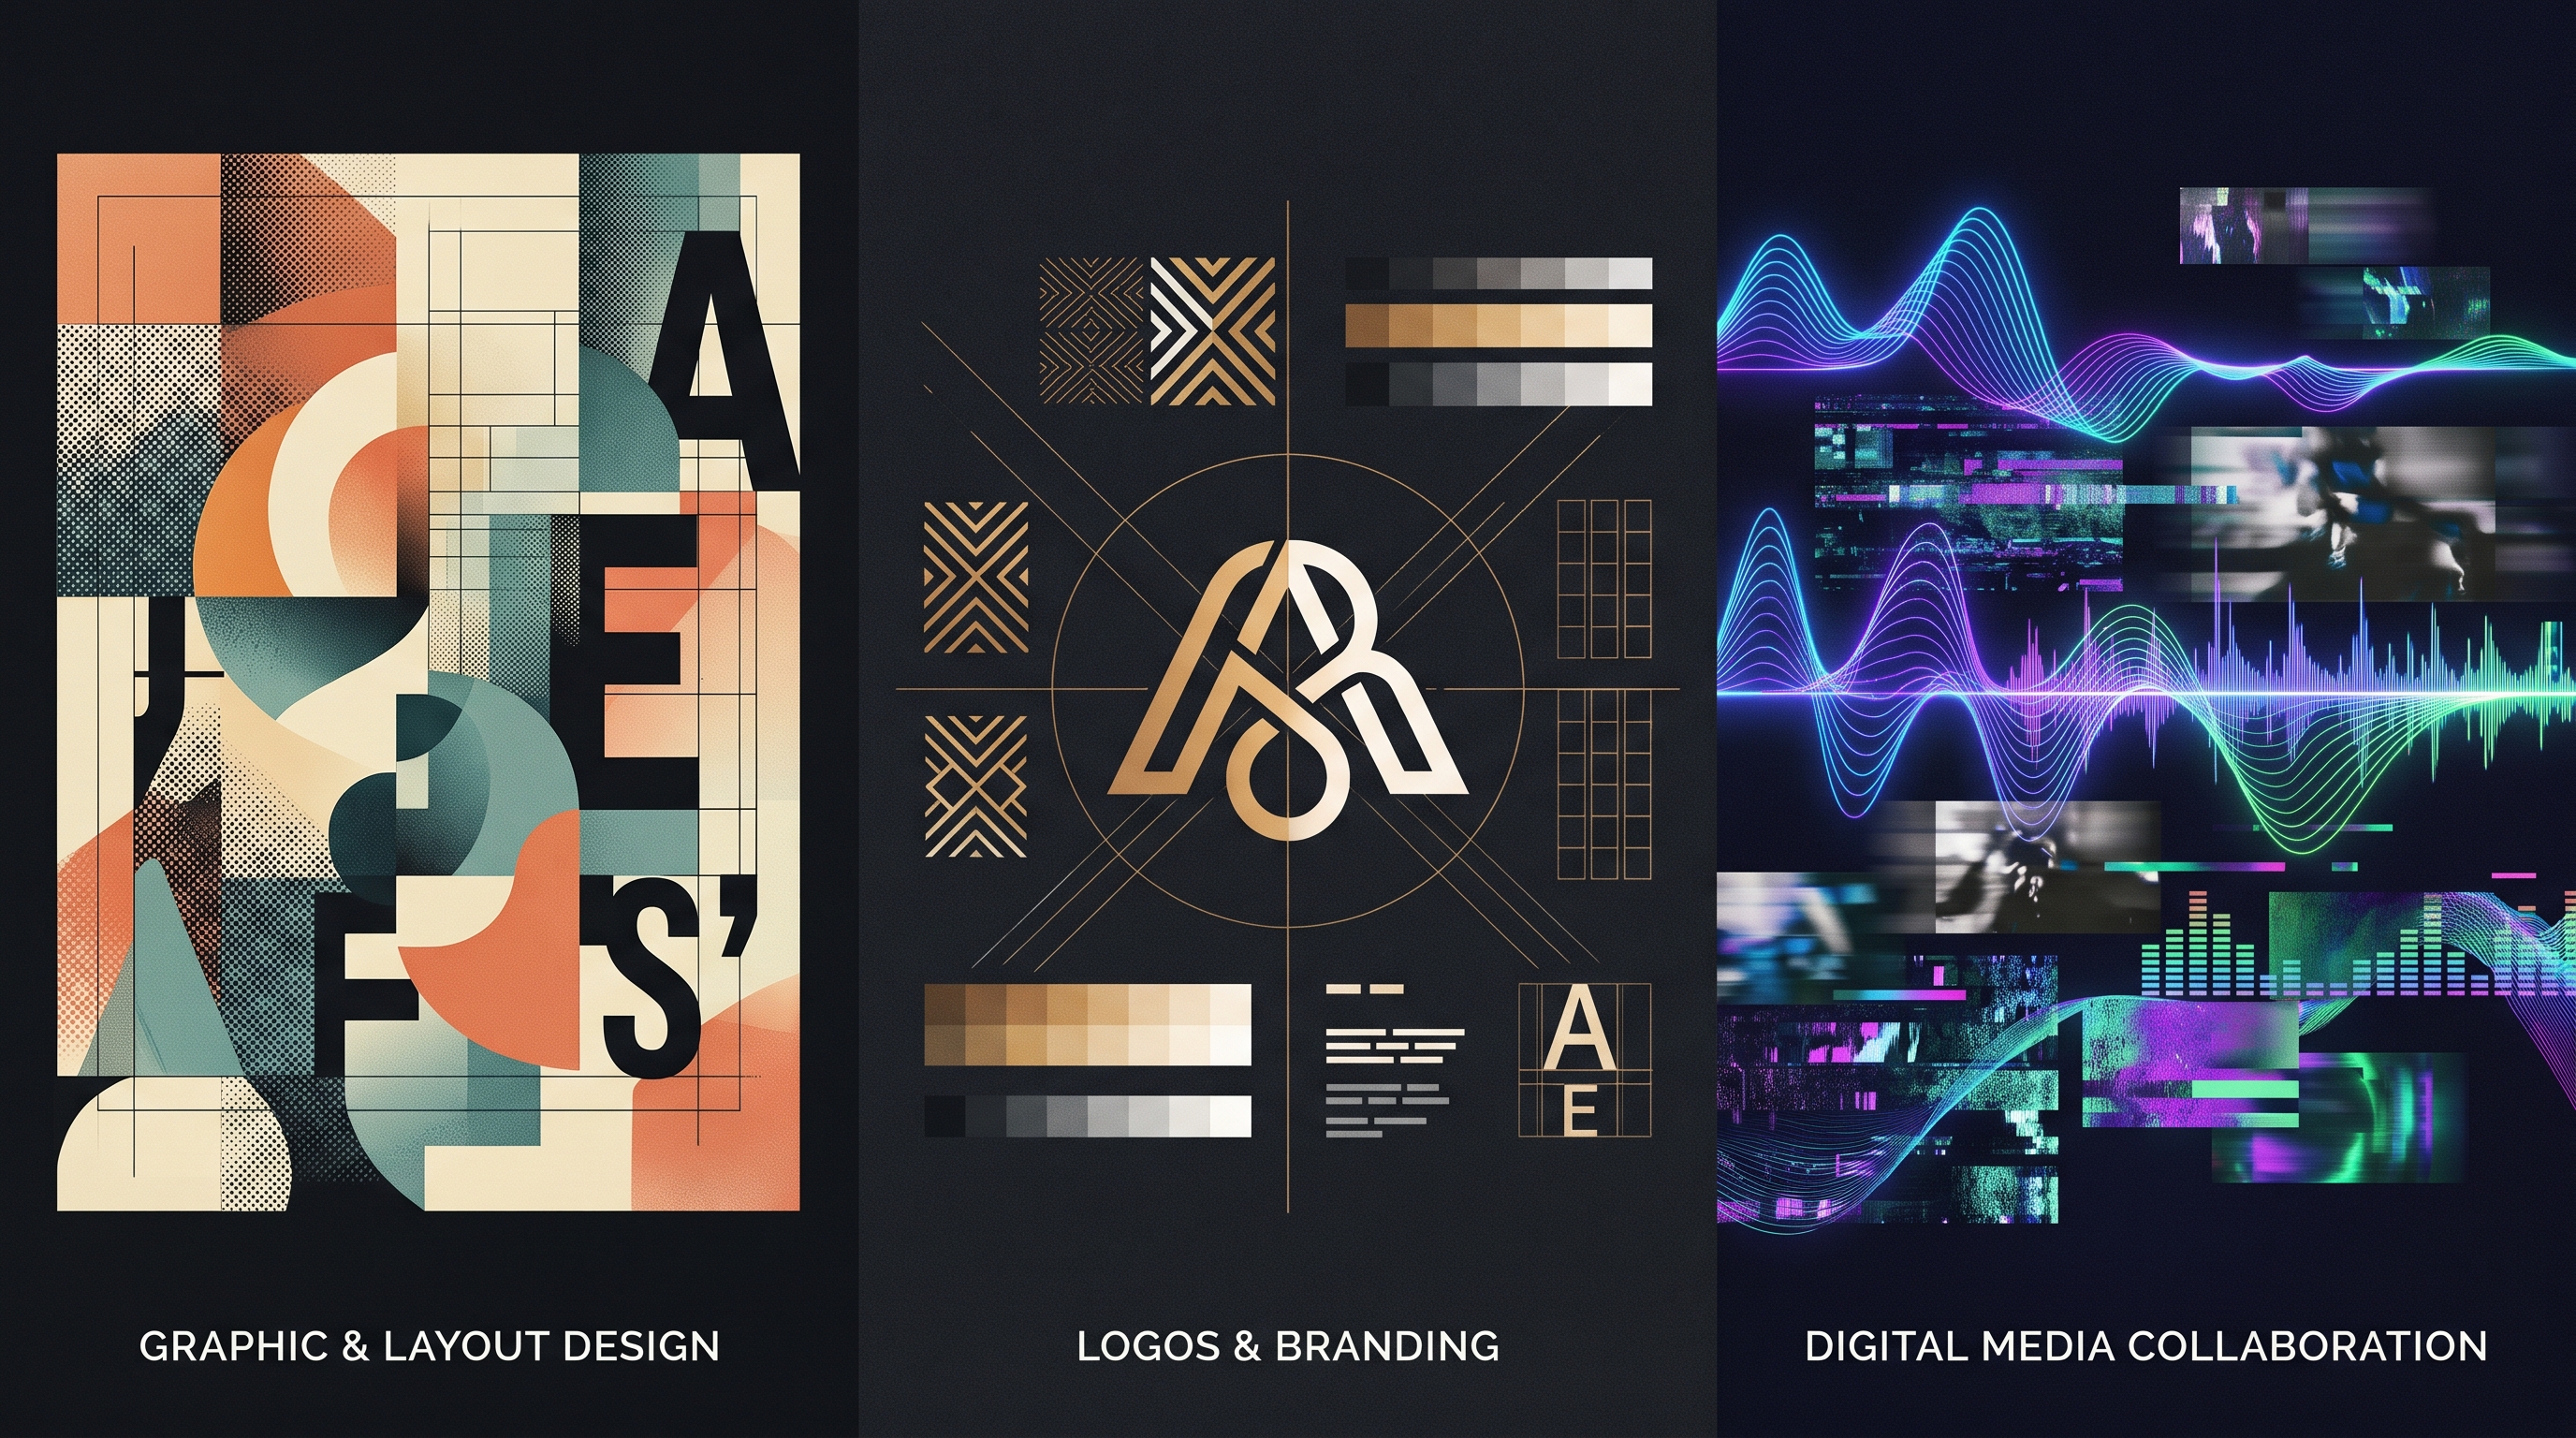 A
E
F
S’
A
E
GRAPHIC & LAYOUT DESIGN
LOGOS & BRANDING
DIGITAL MEDIA COLLABORATION